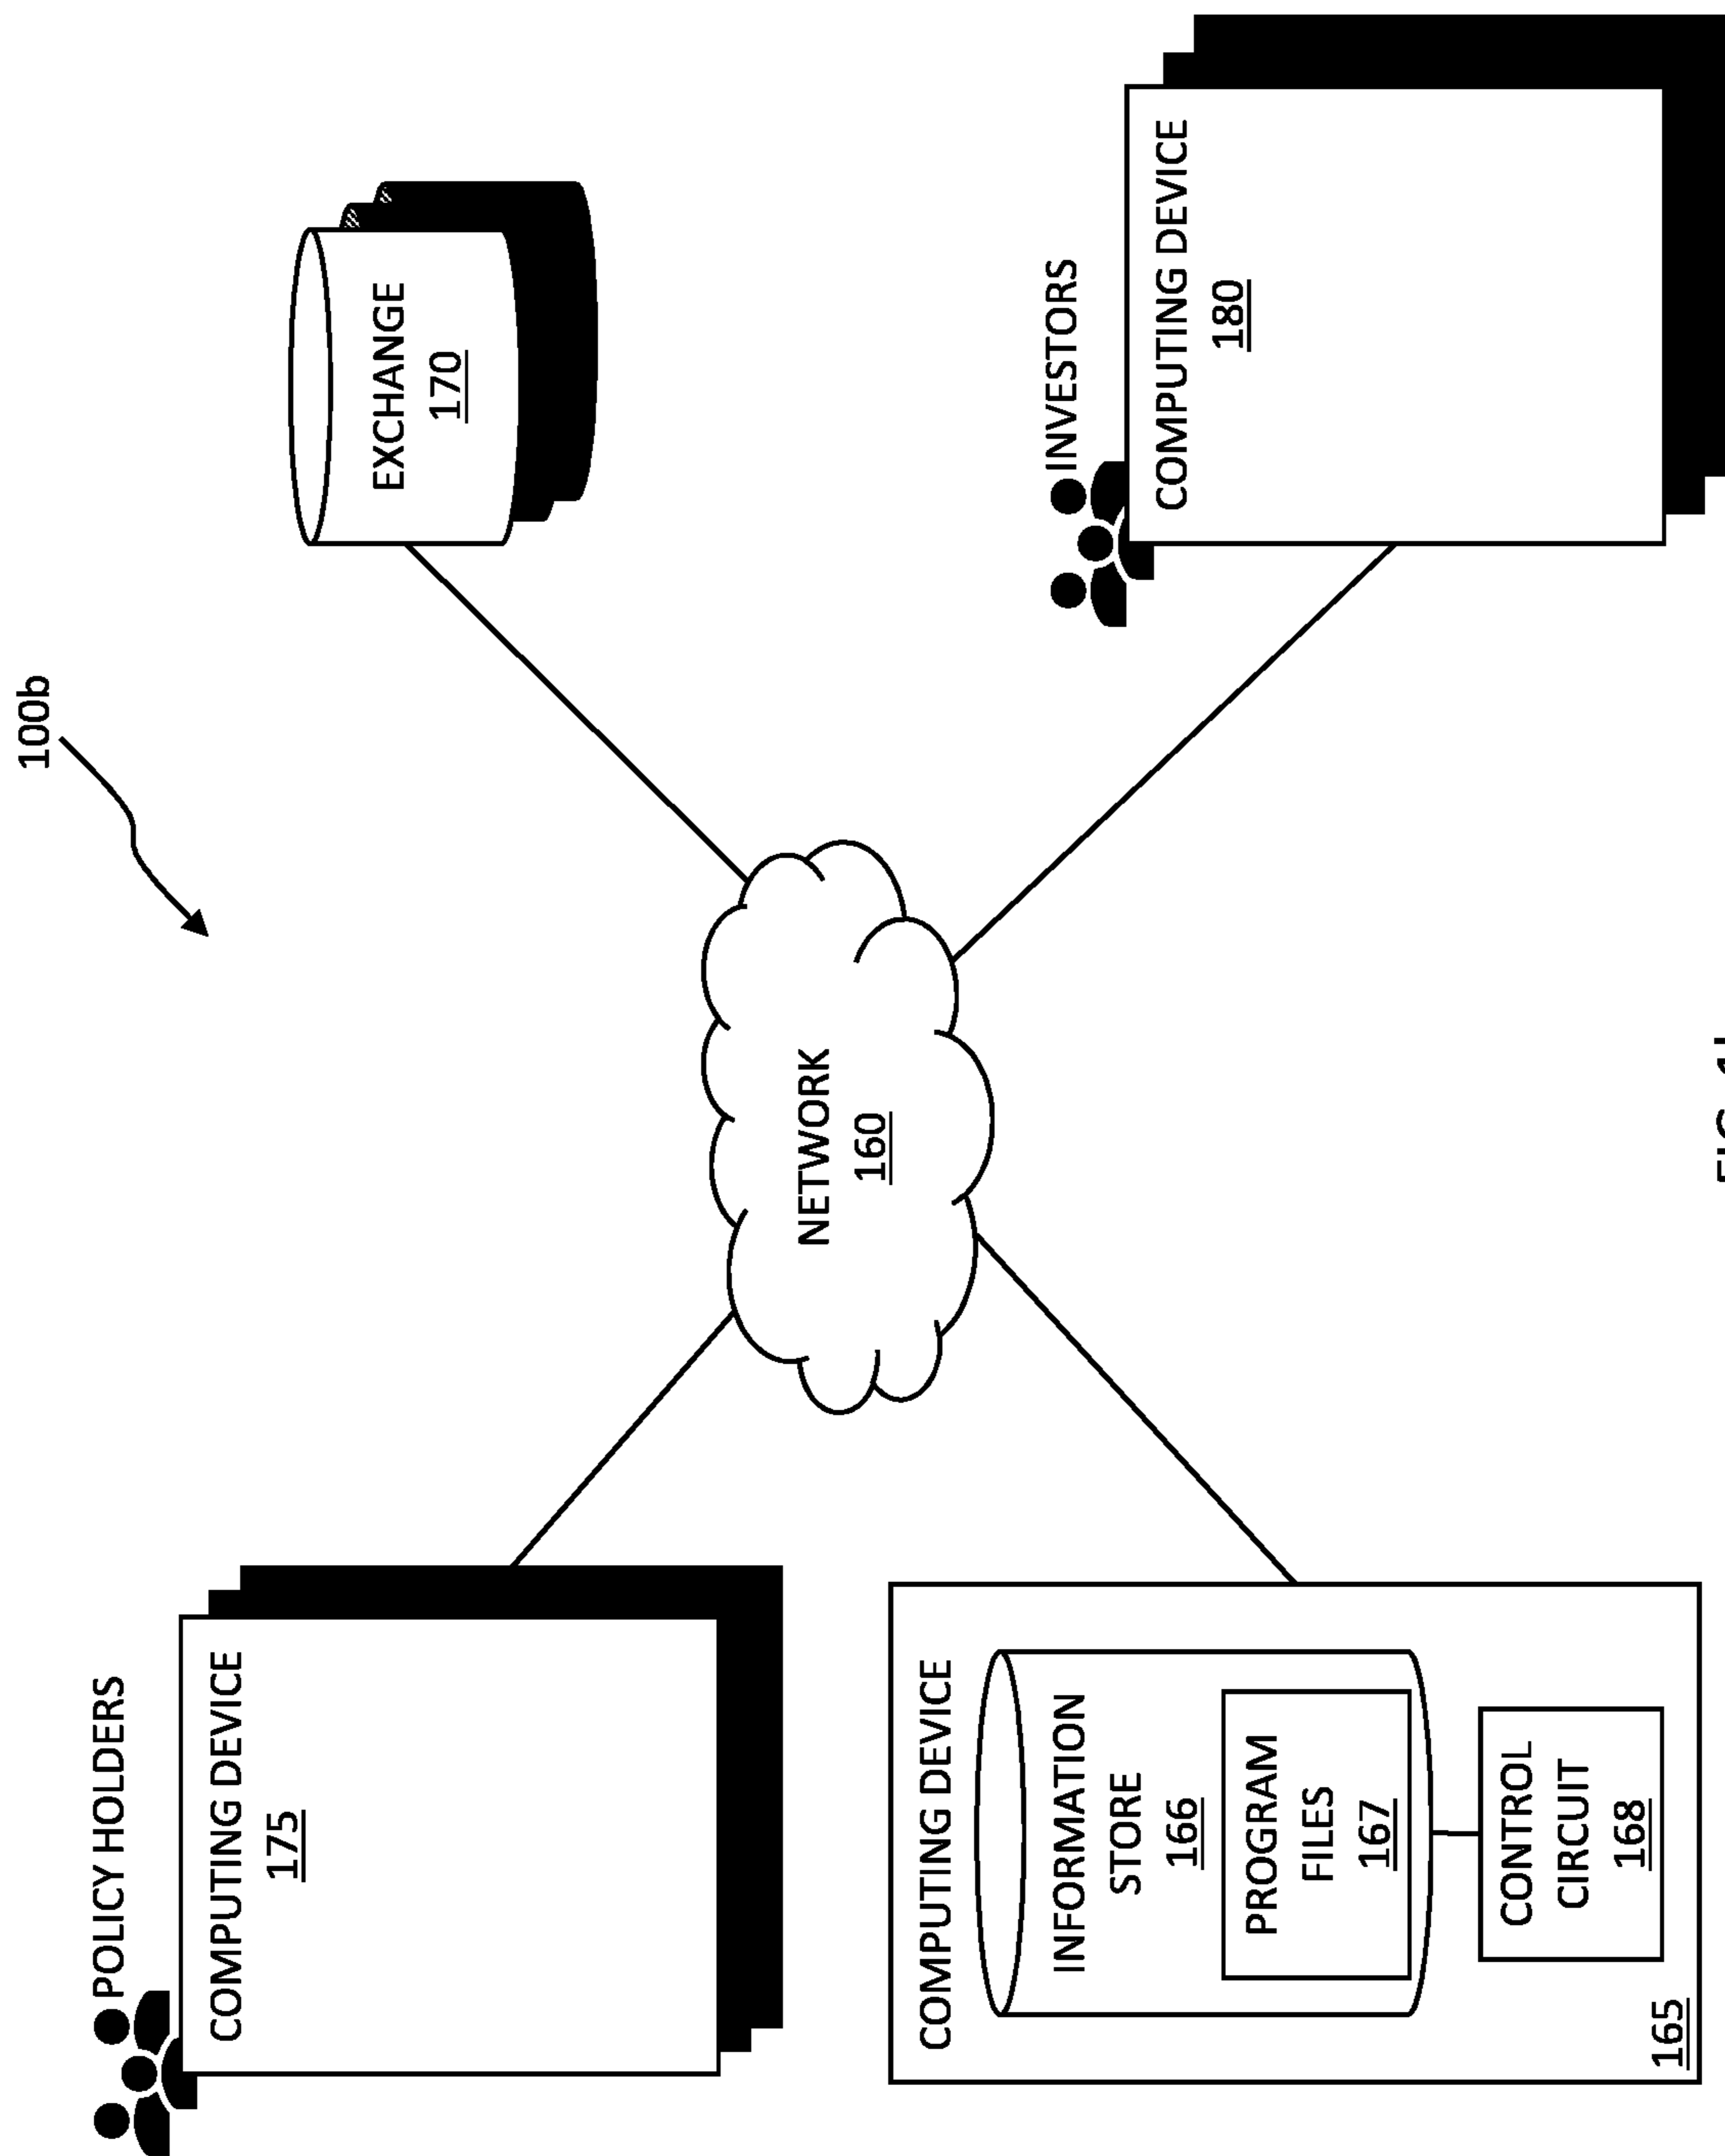 100b
POLICY HOLDERS
COMPUTING DEVICE
175
EXCHANGE
170
NETWORK
160
COMPUTING DEVICE
INFORMATION
STORE
166
PROGRAM
FILES
167
CONTROL
CIRCUIT
168
165
INVESTORS
COMPUTING DEVICE
180